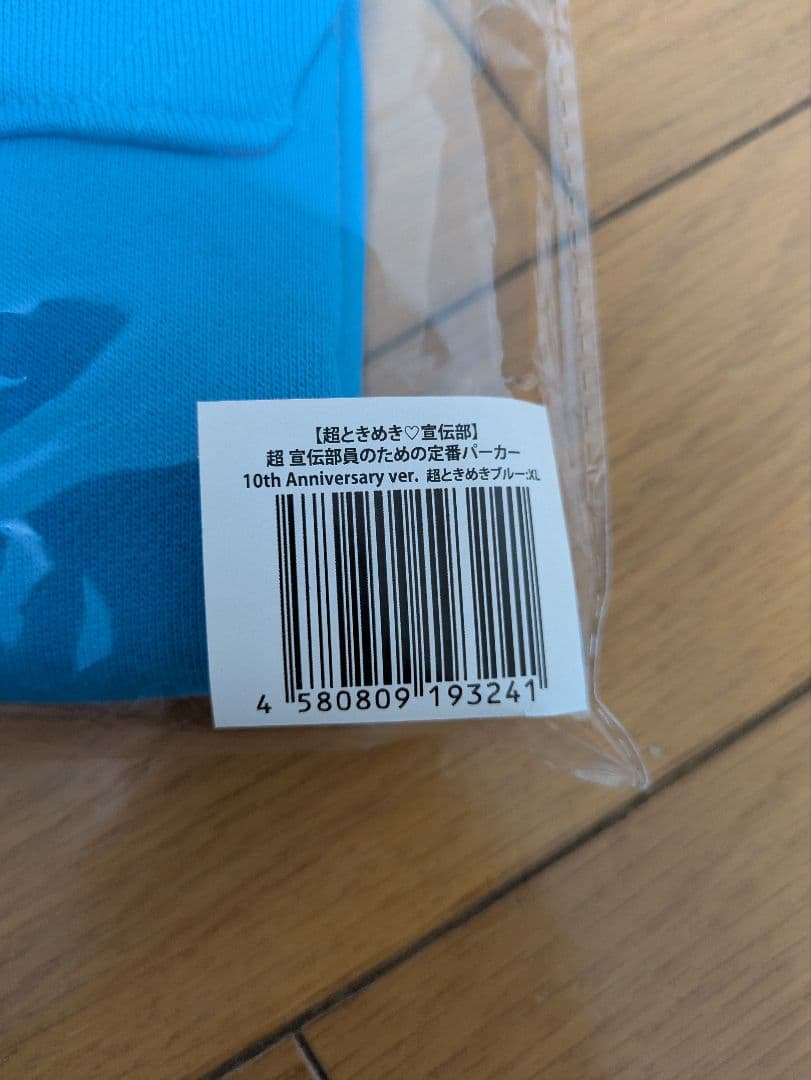 【超ときめき♡宣伝部】
超 宣伝部員のための定番パーカー
10th Anniversary ver. 超ときめきブルー:XL
4 580809 193241